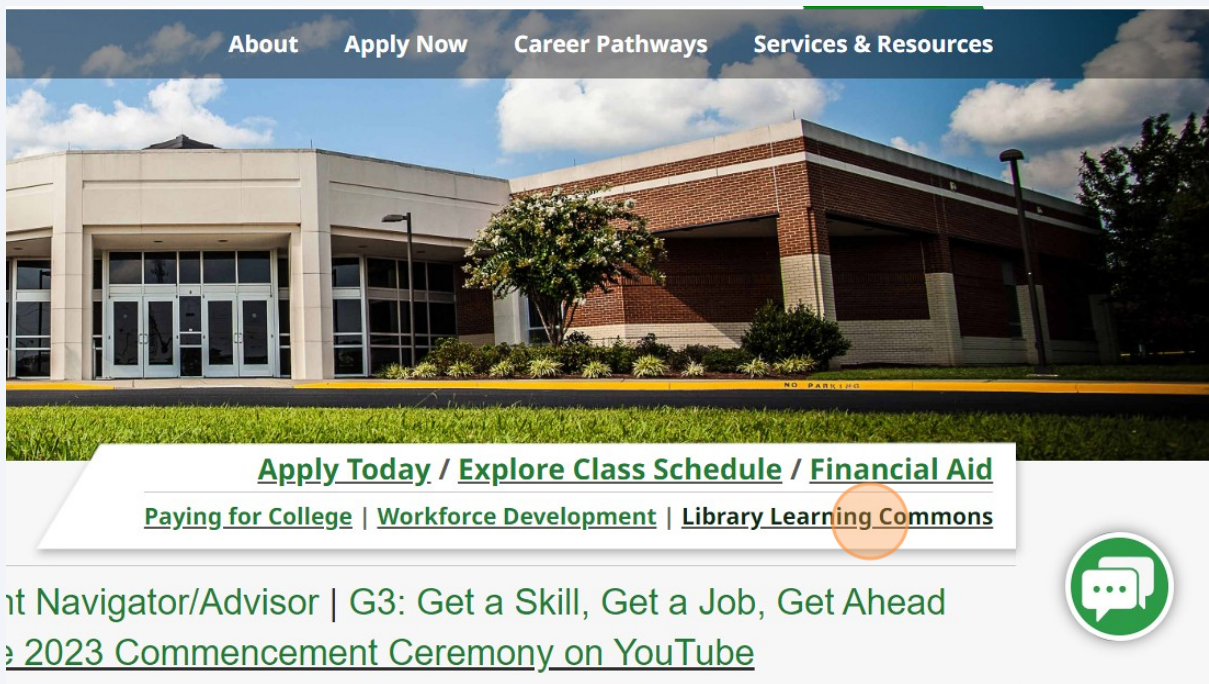 About Apply Now Career Pathways Services & Resources
NO PARKING
Apply Today / Explore Class Schedule / Financial Aid
Paying for College | Workforce Development | Library Learning Commons
nt Navigator/Advisor | G3: Get a Skill, Get a Job, Get Ahead
e 2023 Commencement Ceremony on YouTube